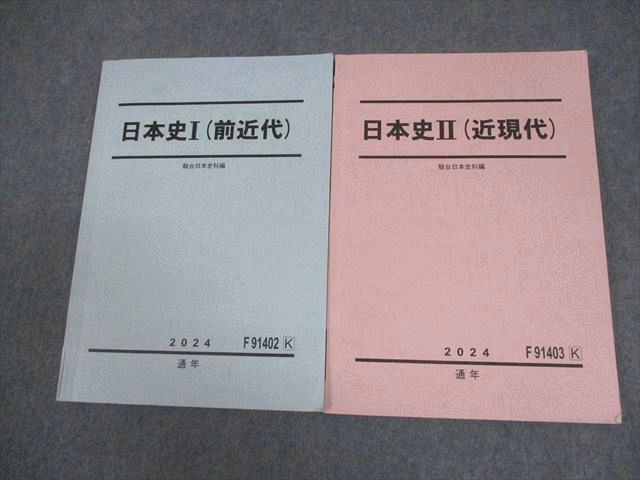 日本史Ⅰ(前近代)
駿台日本史科編
2024 F91402 K
通年
日本史Ⅱ(近現代)
駿台日本史科編
2024 F91403 K
通年